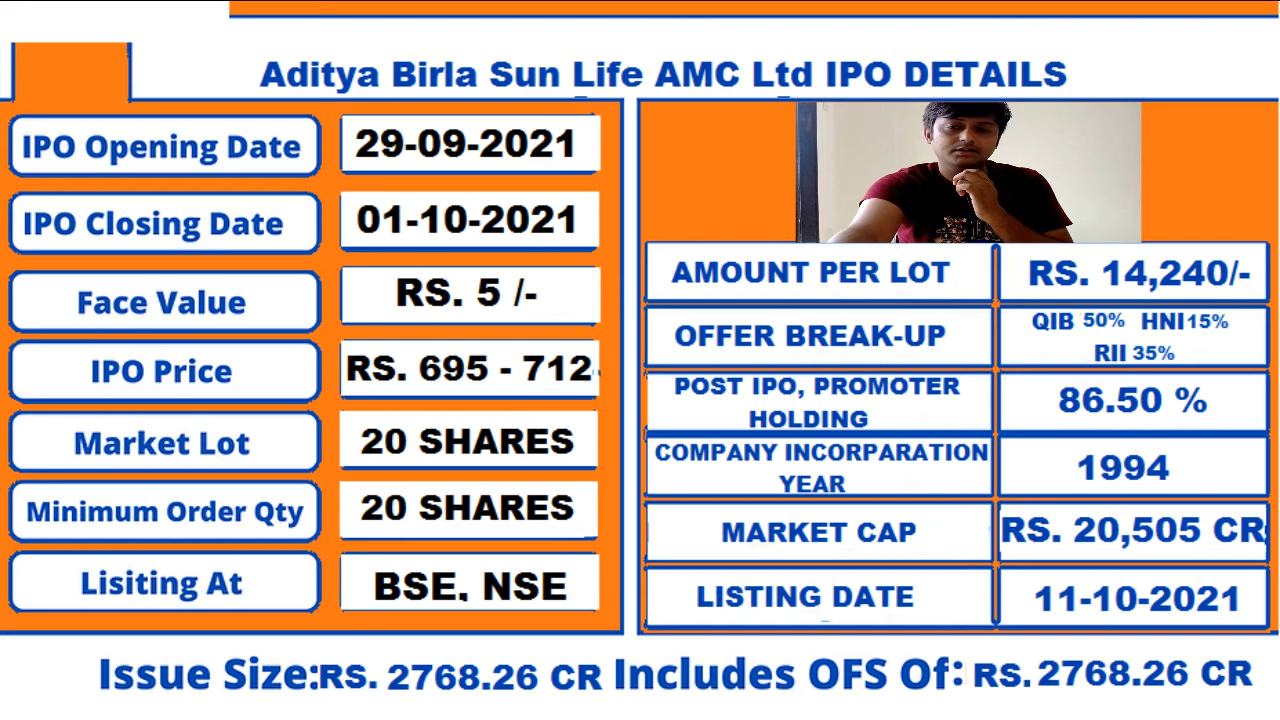 Aditya Birla Sun Life AMC Ltd IPO DETAILS
IPO Opening Date
29-09-2021
IPO Closing Date
01-10-2021
Face Value
RS. 5 /-
IPO Price
RS. 695 - 712
Market Lot
20 SHARES
Minimum Order Qty
20 SHARES
Lisiting At
BSE, NSE
AMOUNT PER LOT
RS. 14,240/-
OFFER BREAK-UP
QIB 50% HNI 15%
RII 35%
POST IPO, PROMOTER
HOLDING
86.50 %
COMPANY INCORPARATION
YEAR
1994
MARKET CAP
RS. 20,505 CR
LISTING DATE
11-10-2021
Issue Size:RS. 2768.26 CR Includes OFS Of: RS. 2768.26 CR